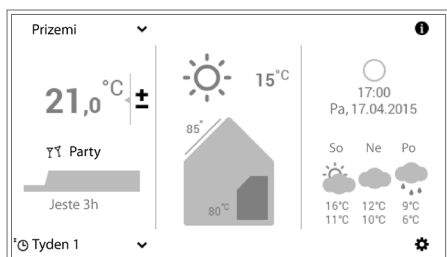 Prizemi
21,0 °C ±
Party
Jeste 3h
Tyden 1
15°C
85°
80°C
17:00
Pa, 17.04.2015
So Ne Po
16°C 12°C 9°C
11°C 10°C 6°C